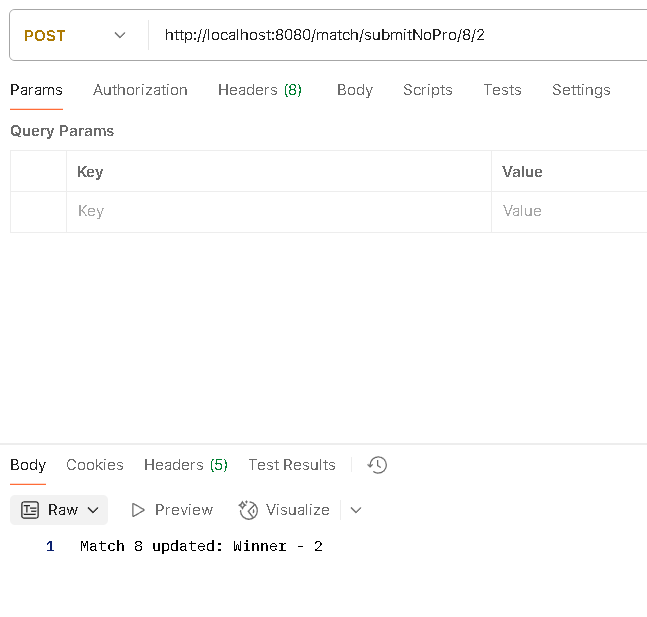 POST http://localhost:8080/match/submitNoPro/8/2
Params Authorization Headers (8) Body Scripts Tests Settings
Query Params
Key Value
Key Value
Body Cookies Headers (5) Test Results
Raw Preview Visualize
1 Match 8 updated: Winner - 2